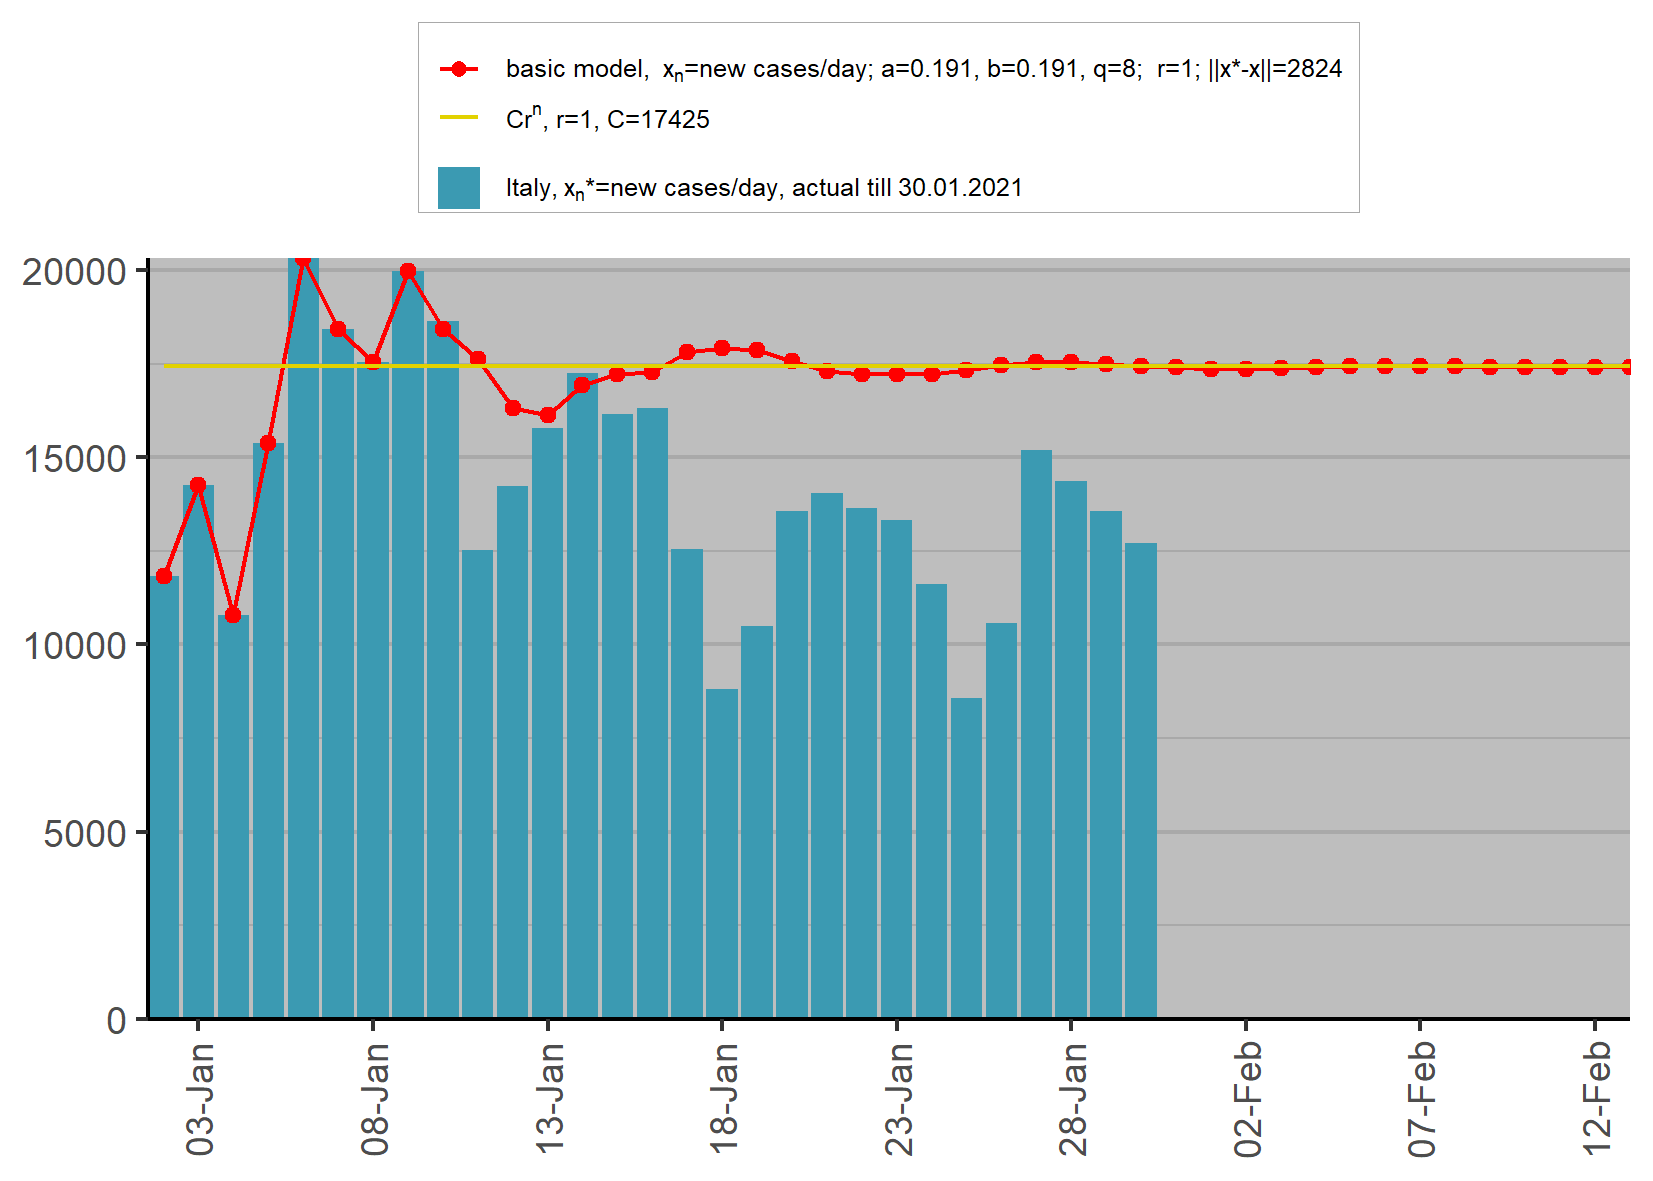 basic model, xn=new cases/day; a=0.191, b=0.191, q=8; r=1; ||x*-x||=2824
Crn, r=1, C=17425
Italy, xn*=new cases/day, actual till 30.01.2021
20000
15000
10000
5000
0
03-Jan
08-Jan
13-Jan
18-Jan
23-Jan
28-Jan
02-Feb
07-Feb
12-Feb